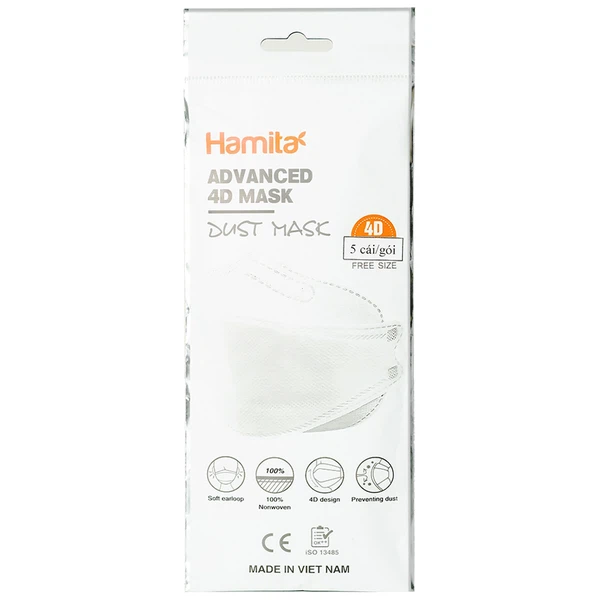 Hamita
ADVANCED
4D MASK
DUST MASK
4D
5 cái/gói
FREE SIZE
100%
Soft earloop
100%
Nonwoven
4D design
Preventing dust
CE
OK++
ISO 13485
MADE IN VIET NAM